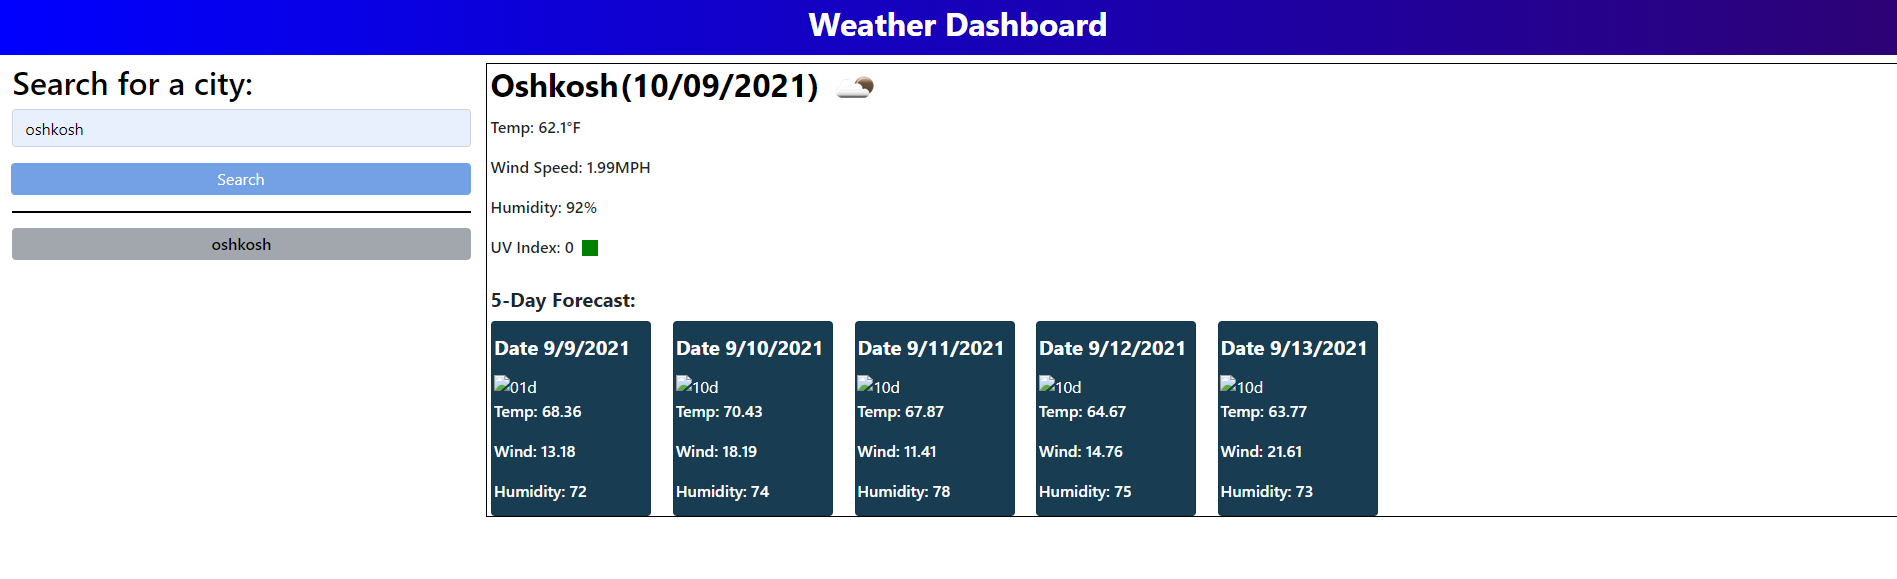 Weather Dashboard
Search for a city:
oshkosh
Search
oshkosh
Oshkosh(10/09/2021)
Temp: 62.1°F
Wind Speed: 1.99MPH
Humidity: 92%
UV Index: 0
5-Day Forecast:
Date 9/9/2021
01d
Temp: 68.36
Wind: 13.18
Humidity: 72
Date 9/10/2021
10d
Temp: 70.43
Wind: 18.19
Humidity: 74
Date 9/11/2021
10d
Temp: 67.87
Wind: 11.41
Humidity: 78
Date 9/12/2021
10d
Temp: 64.67
Wind: 14.76
Humidity: 75
Date 9/13/2021
10d
Temp: 63.77
Wind: 21.61
Humidity: 73